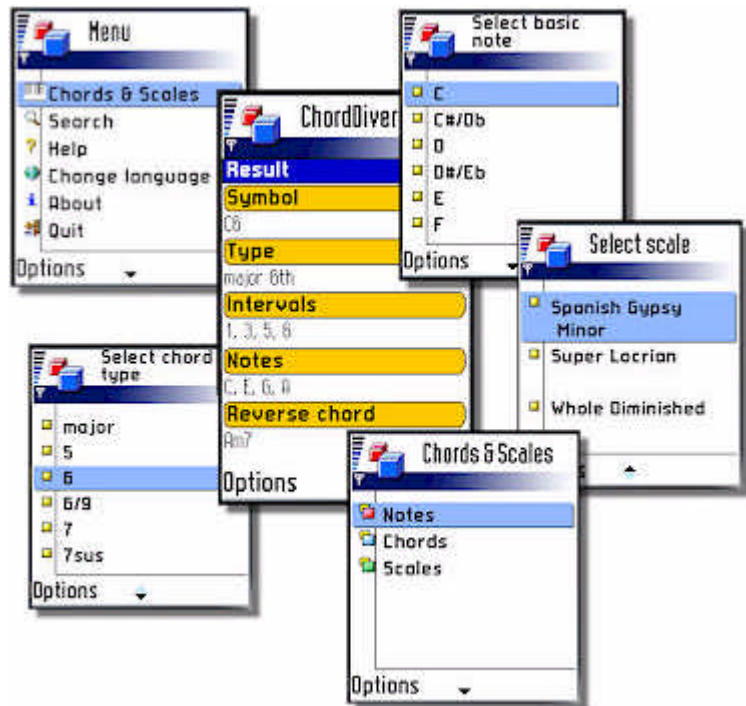 Menu
Chords & Scales
Search
Help
Change language
About
Quit
Options
ChordDiver
Result
Symbol
C6
Type
major 6th
Intervals
1, 3, 5, 6
Notes
C, E, G, A
Reverse chord
Am7
Options
Select basic
note
C
C#/Db
D
D#/Eb
E
F
Options
Select scale
Spanish Gypsy
Minor
Super Locrian
Whole Diminished
s
Select chord
type
major
5
6
6/9
7
7sus
Options
Chords & Scales
Notes
Chords
Scales
Options